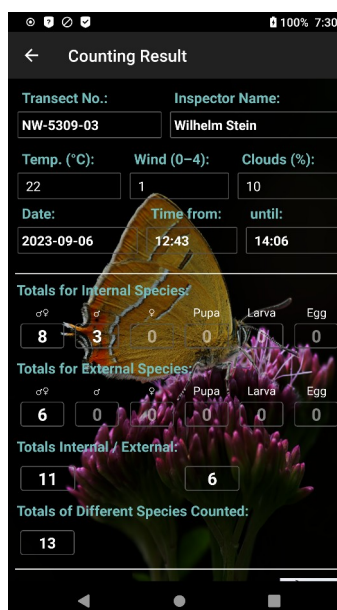 100% 7:30
Counting Result
Transect No.: Inspector Name:
NW-5309-03 Wilhelm Stein
Temp. (°C): Wind (0–4): Clouds (%):
22 1 10
Date: Time from: until:
2023-09-06 12:43 14:06
Totals for Internal Species:
♂♀ ♂ ♀ Pupa Larva Egg
8 3 0 0 0 0
Totals for External Species:
♂♀ ♂ ♀ Pupa Larva Egg
6 0 0 0 0 0
Totals Internal / External:
11 6
Totals of Different Species Counted:
13